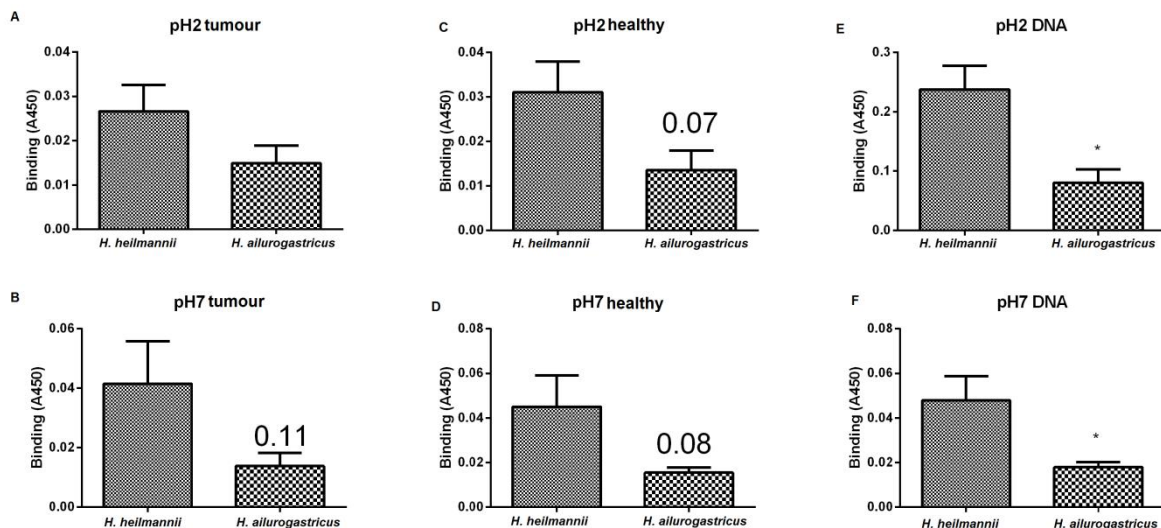 A
pH2 tumour
Binding (A450)
0.04
0.03
0.02
0.01
0.00
H. heilmannii
H. ailurogastricus
C
pH2 healthy
Binding (A450)
0.04
0.03
0.02
0.01
0.00
0.07
H. heilmannii
H. ailurogastricus
E
pH2 DNA
Binding (A450)
0.3
0.2
0.1
0.0
*
H. heilmannii
H. ailurogastricus
B
pH7 tumour
Binding (A450)
0.06
0.04
0.02
0.00
0.11
H. heilmannii
H. ailurogastricus
D
pH7 healthy
Binding (A450)
0.08
0.06
0.04
0.02
0.00
0.08
H. heilmannii
H. ailurogastricus
F
pH7 DNA
Binding (A450)
0.08
0.06
0.04
0.02
0.00
*
H. heilmannii
H. ailurogastricus